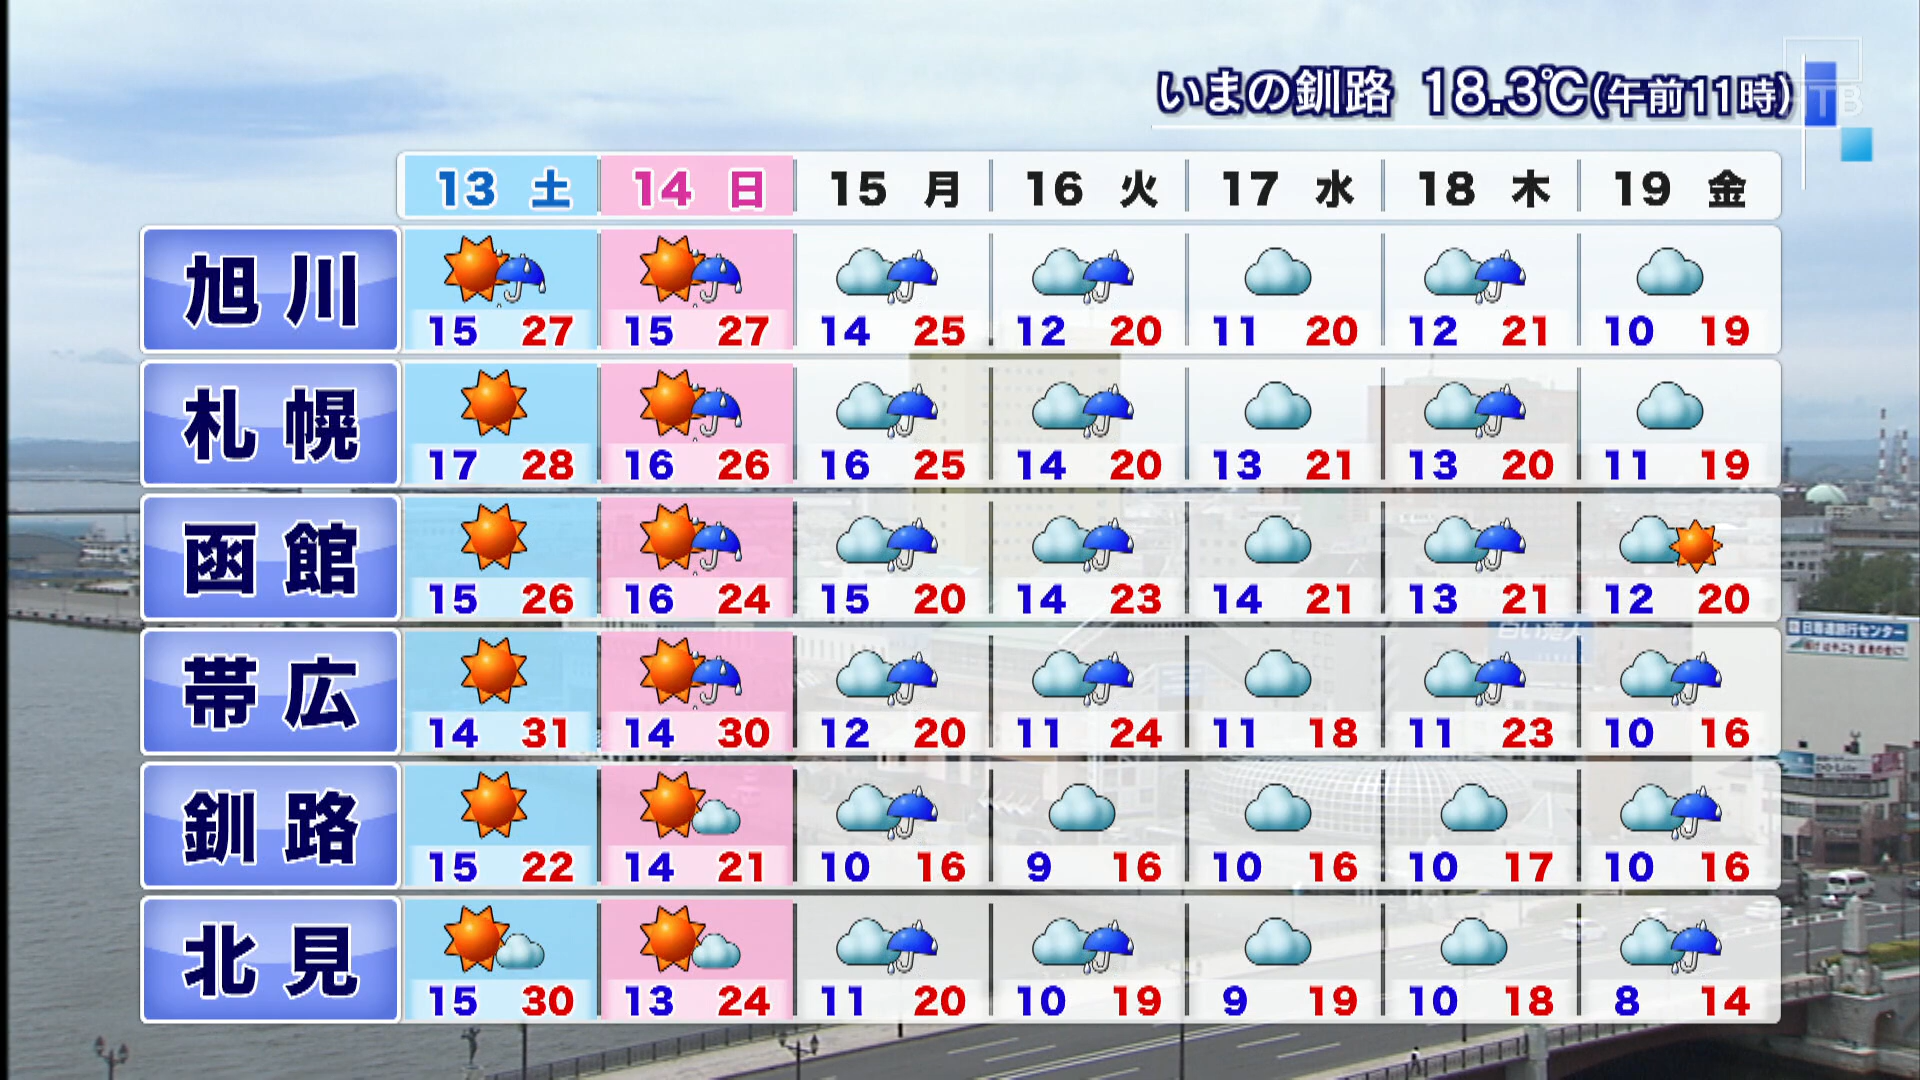 いまの釧路 18.3℃(午前11時)
HTB
13 土 14 日 15 月 16 火 17 水 18 木 19 金
旭川 15 27 15 27 14 25 12 20 11 20 12 21 10 19
札幌 17 28 16 26 16 25 14 20 13 21 13 20 11 19
函館 15 26 16 24 15 20 14 23 14 21 13 21 12 20
白い恋人
帯広 14 31 14 30 12 20 11 24 11 18 11 23 10 16
釧路 15 22 14 21 10 16 9 16 10 16 10 17 10 16
北見 15 30 13 24 11 20 10 19 9 19 10 18 8 14